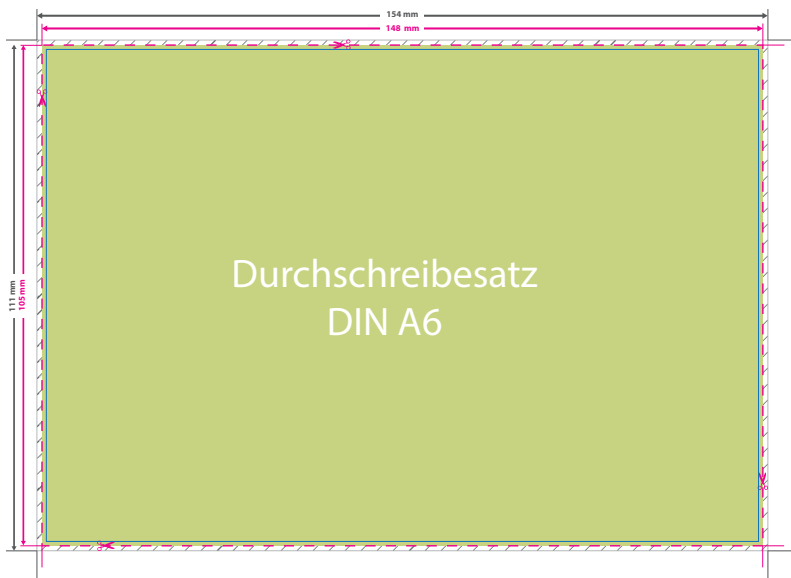 154 mm
148 mm
111 mm
105 mm
Durchschreibesatz
DIN A6